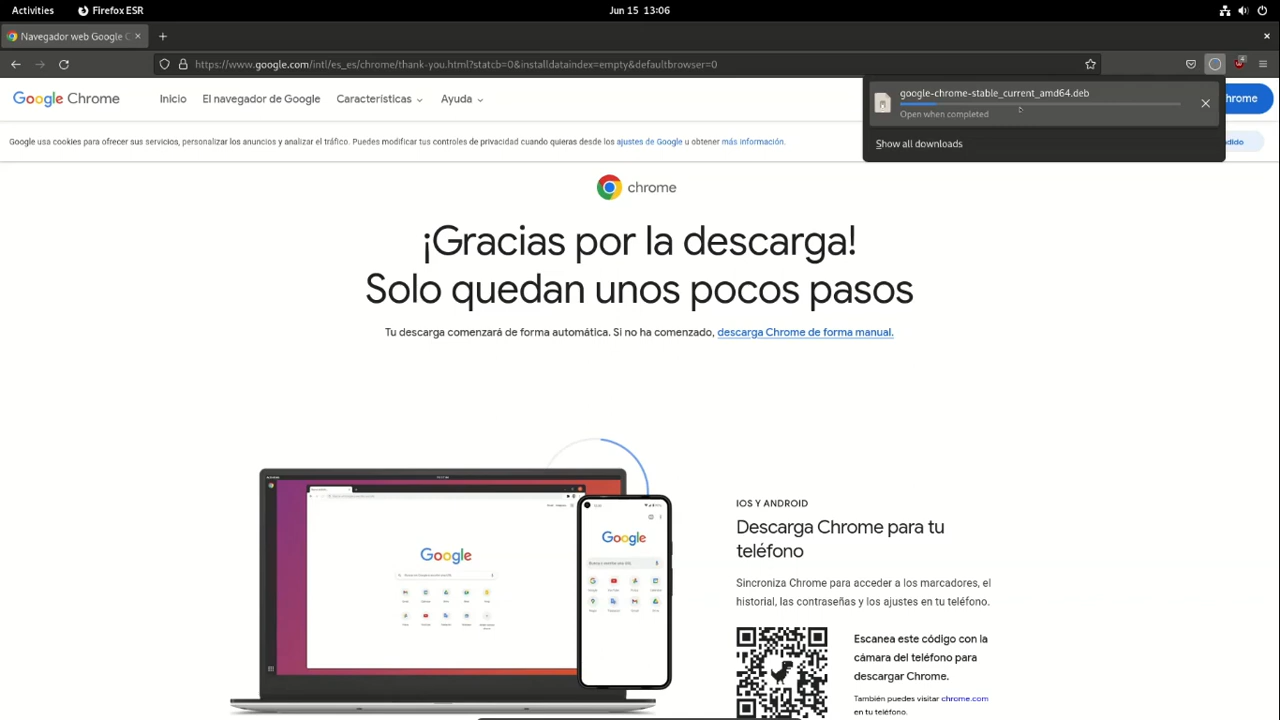 Activities
Firefox ESR
Jun 15 13:06
Navegador web Google C
https://www.google.com/intl/es_es/chrome/thank-you.html?statcb=0&installdataindex=empty&defaultbrowser=0
Google Chrome
Inicio
El navegador de Google
Características
Ayuda
hrome
google-chrome-stable_current_amd64.deb
Open when completed
Show all downloads
Google usa cookies para ofrecer sus servicios, personalizar los anuncios y analizar el tráfico. Puedes modificar tus controles de privacidad cuando quieras desde los ajustes de Google u obtener más información.
dido
chrome
¡Gracias por la descarga!
Solo quedan unos pocos pasos
Tu descarga comenzará de forma automática. Si no ha comenzado, descarga Chrome de forma manual.
Google
Google
IOS Y ANDROID
Descarga Chrome para tu
teléfono
Sincroniza Chrome para acceder a los marcadores, el
historial, las contraseñas y los ajustes en tu teléfono.
Escanea este código con la
cámara del teléfono para
descargar Chrome.
También puedes visitar chrome.com
en tu teléfono.